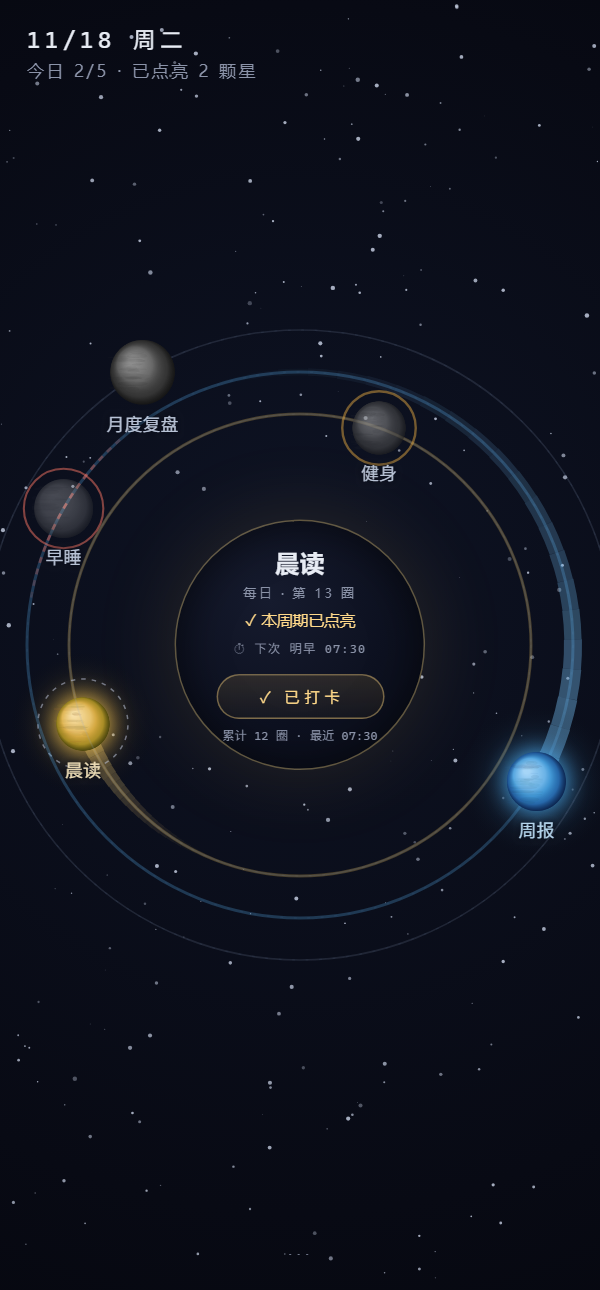 11/18 周二
今日 2/5 · 已点亮 2 颗星
月度复盘
健身
早睡
晨读
每日 · 第 13 圈
✓ 本周期已点亮
⏱ 下次 明早 07:30
✓ 已打卡
累计 12 圈 · 最近 07:30
晨读
周报